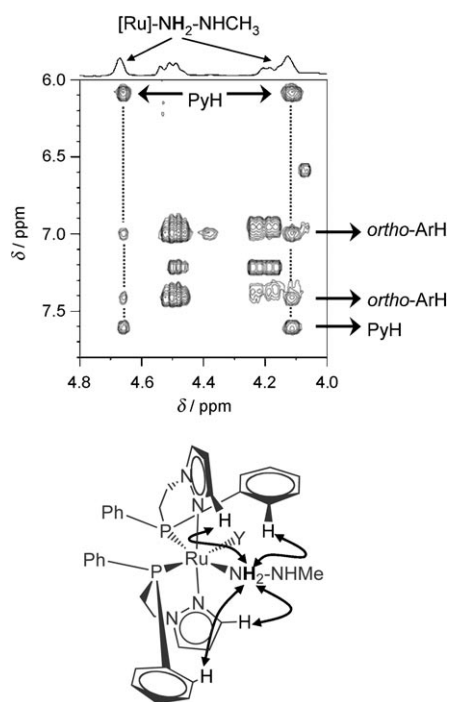 [Ru]-NH₂-NHCH₃
6.0
6.5
7.0
7.5
δ / ppm
PyH
ortho-ArH
ortho-ArH
PyH
4.8 4.6 4.4 4.2 4.0
δ / ppm
N N
H
Ph P
H
Y
Ph P Ru NH₂-NHMe
N
N
H
H